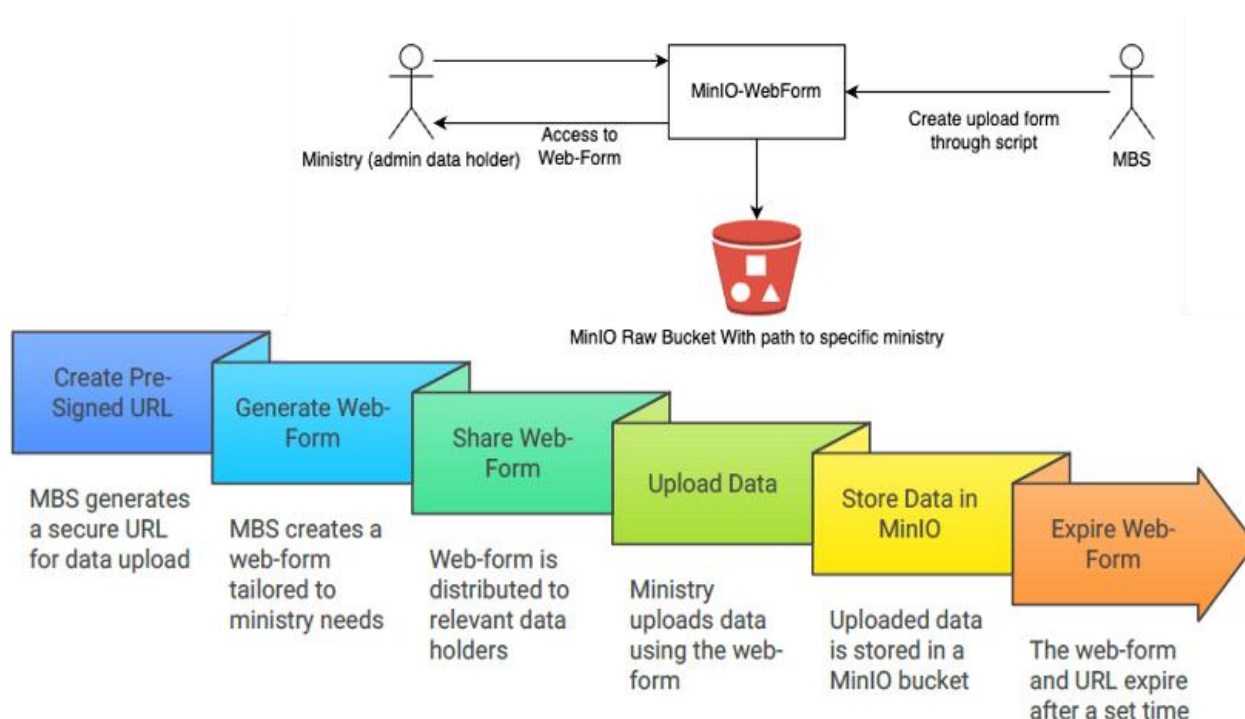 MinIO-WebForm
Access to
Web-Form
Create upload form
through script
Ministry (admin data holder)
MBS
MinIO Raw Bucket With path to specific ministry
Create Pre-
Signed URL
MBS generates
a secure URL
for data upload
Generate Web-
Form
MBS creates a
web-form
tailored to
ministry needs
Share Web-
Form
Web-form is
distributed to
relevant data
holders
Upload Data
Ministry
uploads data
using the web-
form
Store Data in
MinIO
Uploaded data
is stored in a
MinIO bucket
Expire Web-
Form
The web-form
and URL expire
after a set time